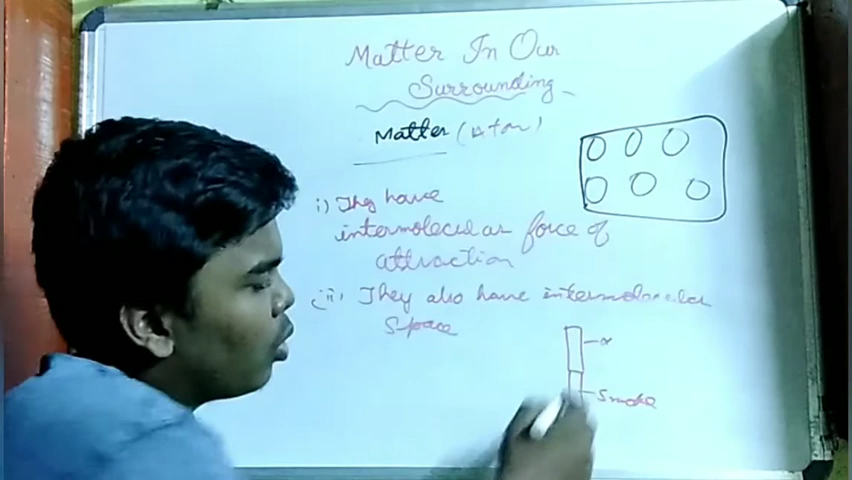 Matter In Our
Surrounding
Matter (
i) They have
intermolecular force of
attraction
ii) They also have intermolecular
Space
Smoke